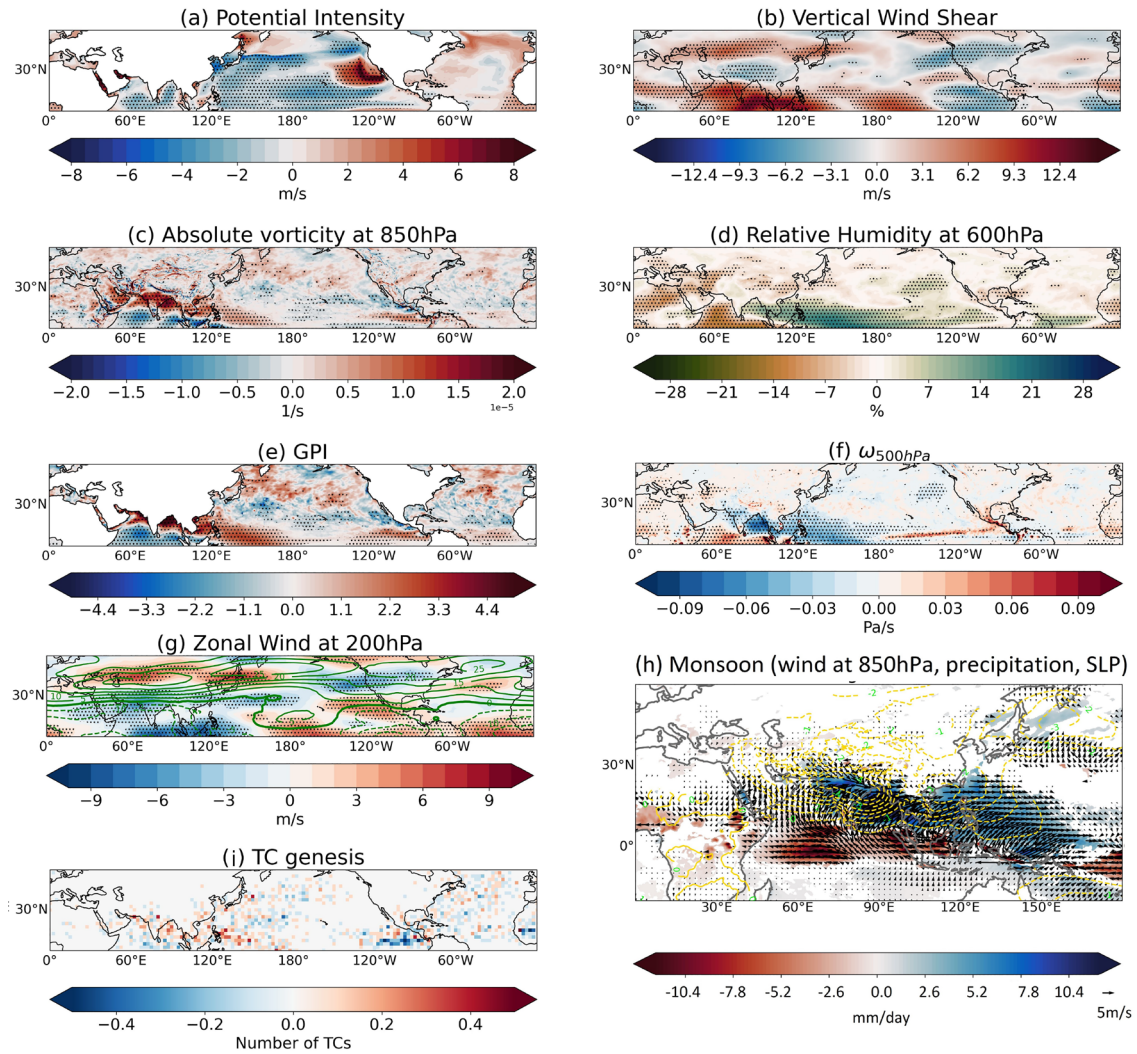 (a) Potential Intensity
30°N
0° 60°E 120°E 180° 120°W 60°W
−8 −6 −4 −2 0 2 4 6 8
m/s
(b) Vertical Wind Shear
30°N
0° 60°E 120°E 180° 120°W 60°W
−12.4 −9.3 −6.2 −3.1 0.0 3.1 6.2 9.3 12.4
m/s
(c) Absolute vorticity at 850hPa
30°N
0° 60°E 120°E 180° 120°W 60°W
−2.0 −1.5 −1.0 −0.5 0.0 0.5 1.0 1.5 2.0
1/s
1e−5
(d) Relative Humidity at 600hPa
30°N
0° 60°E 120°E 180° 120°W 60°W
−28 −21 −14 −7 0 7 14 21 28
%
(e) GPI
30°N
0° 60°E 120°E 180° 120°W 60°W
−4.4 −3.3 −2.2 −1.1 0.0 1.1 2.2 3.3 4.4
(f) ω500hPa
30°N
0° 60°E 120°E 180° 120°W 60°W
−0.09 −0.06 −0.03 0.00 0.03 0.06 0.09
Pa/s
(g) Zonal Wind at 200hPa
30°N
10 20 25 15
0° 60°E 120°E 180° 120°W 60°W
−9 −6 −3 0 3 6 9
m/s
(h) Monsoon (wind at 850hPa, precipitation, SLP)
30°N
0°
30°E 60°E 90°E 120°E 150°E
-10.4 -7.8 -5.2 -2.6 0.0 2.6 5.2 7.8 10.4
mm/day
5m/s
(i) TC genesis
30°N
0° 60°E 120°E 180° 120°W 60°W
−0.4 −0.2 0.0 0.2 0.4
Number of TCs